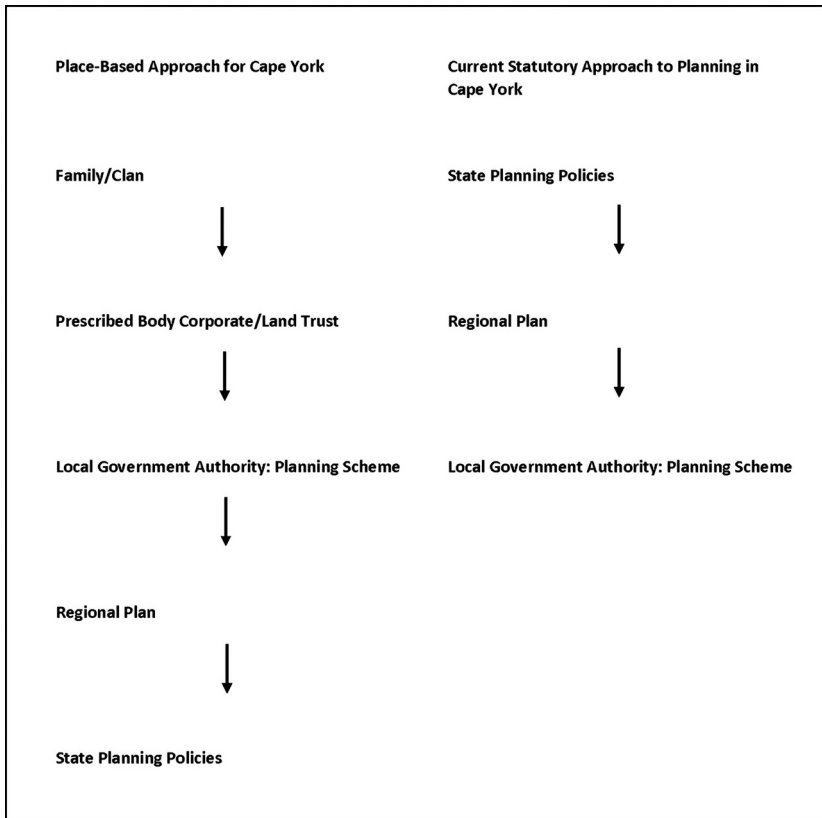 Place-Based Approach for Cape York
Family/Clan
Prescribed Body Corporate/Land Trust
Local Government Authority: Planning Scheme
Regional Plan
State Planning Policies
Current Statutory Approach to Planning in
Cape York
State Planning Policies
Regional Plan
Local Government Authority: Planning Scheme